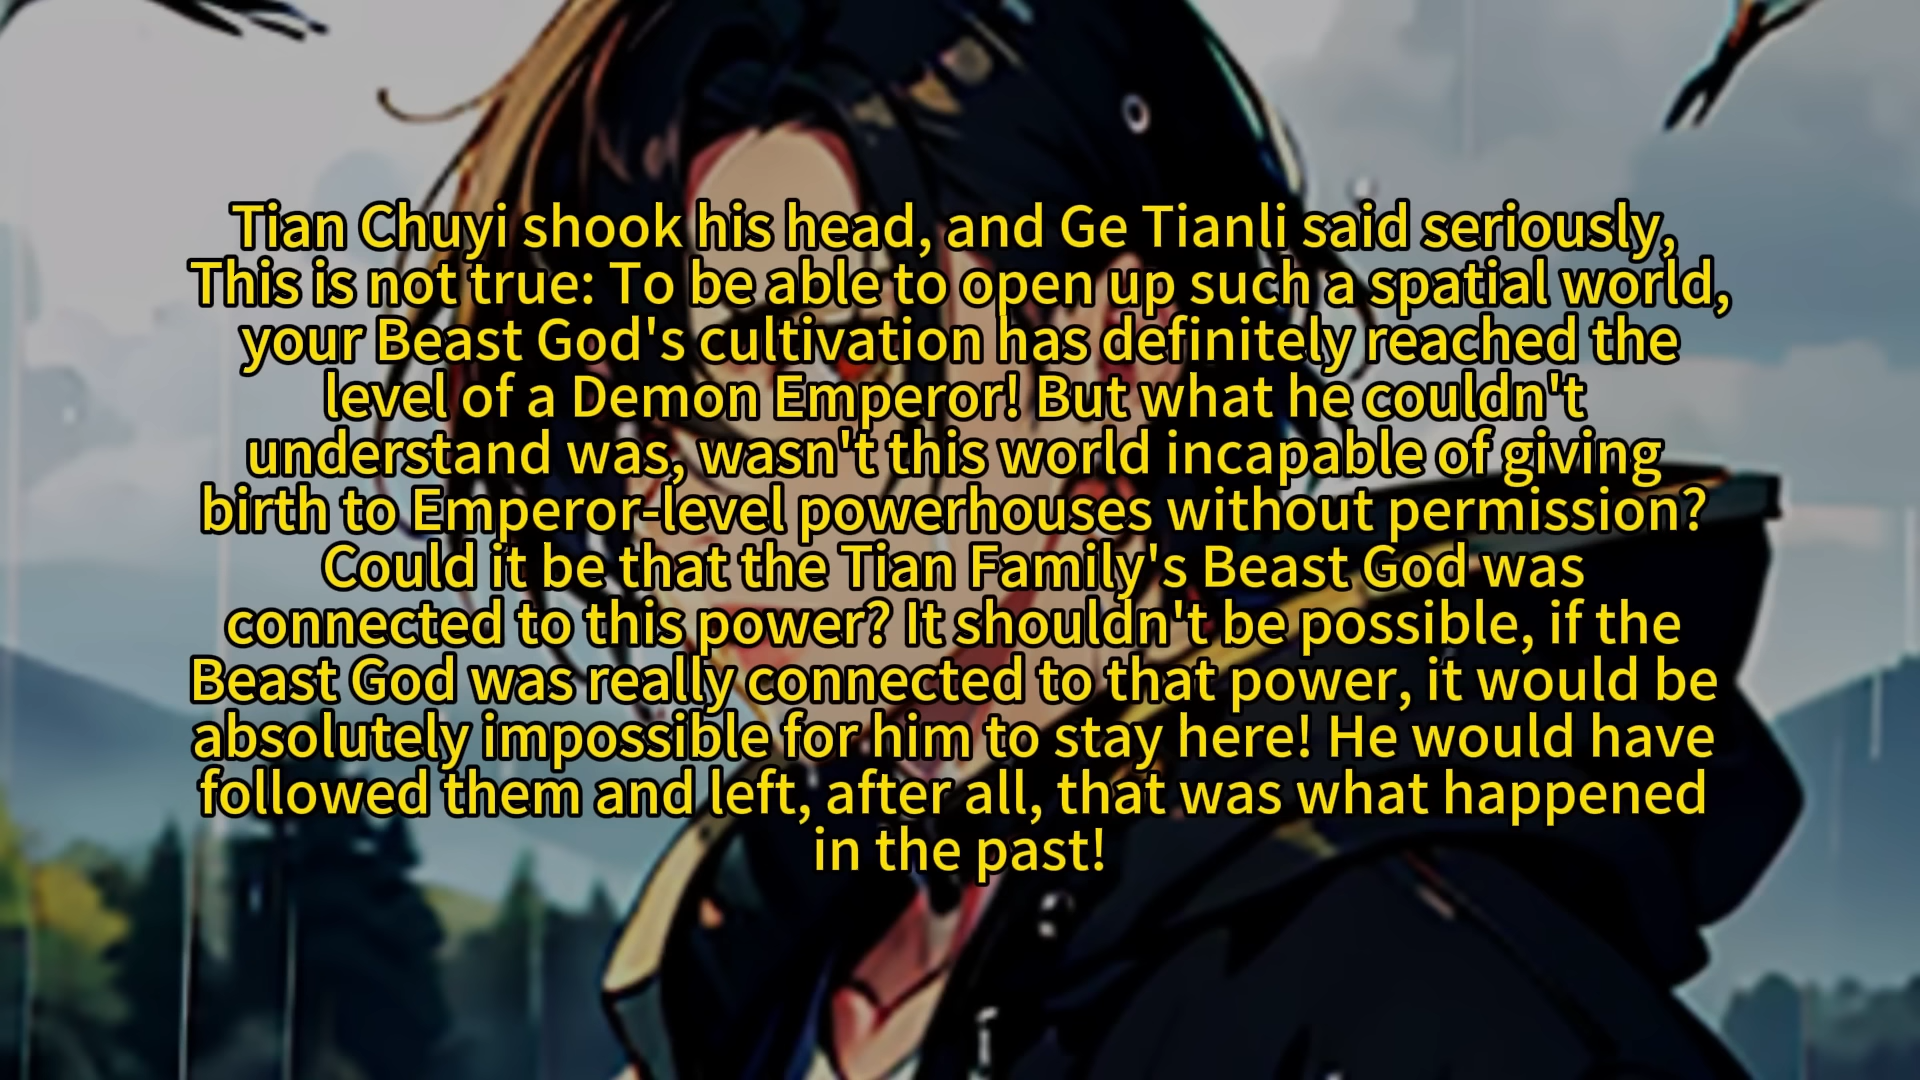 Tian Chuyi shook his head, and Ge Tianli said seriously,
This is not true: To be able to open up such a spatial world,
your Beast God's cultivation has definitely reached the
level of a Demon Emperor! But what he couldn't
understand was, wasn't this world incapable of giving
birth to Emperor-level powerhouses without permission?
Could it be that the Tian Family's Beast God was
connected to this power? It shouldn't be possible, if the
Beast God was really connected to that power, it would be
absolutely impossible for him to stay here! He would have
followed them and left, after all, that was what happened
in the past!